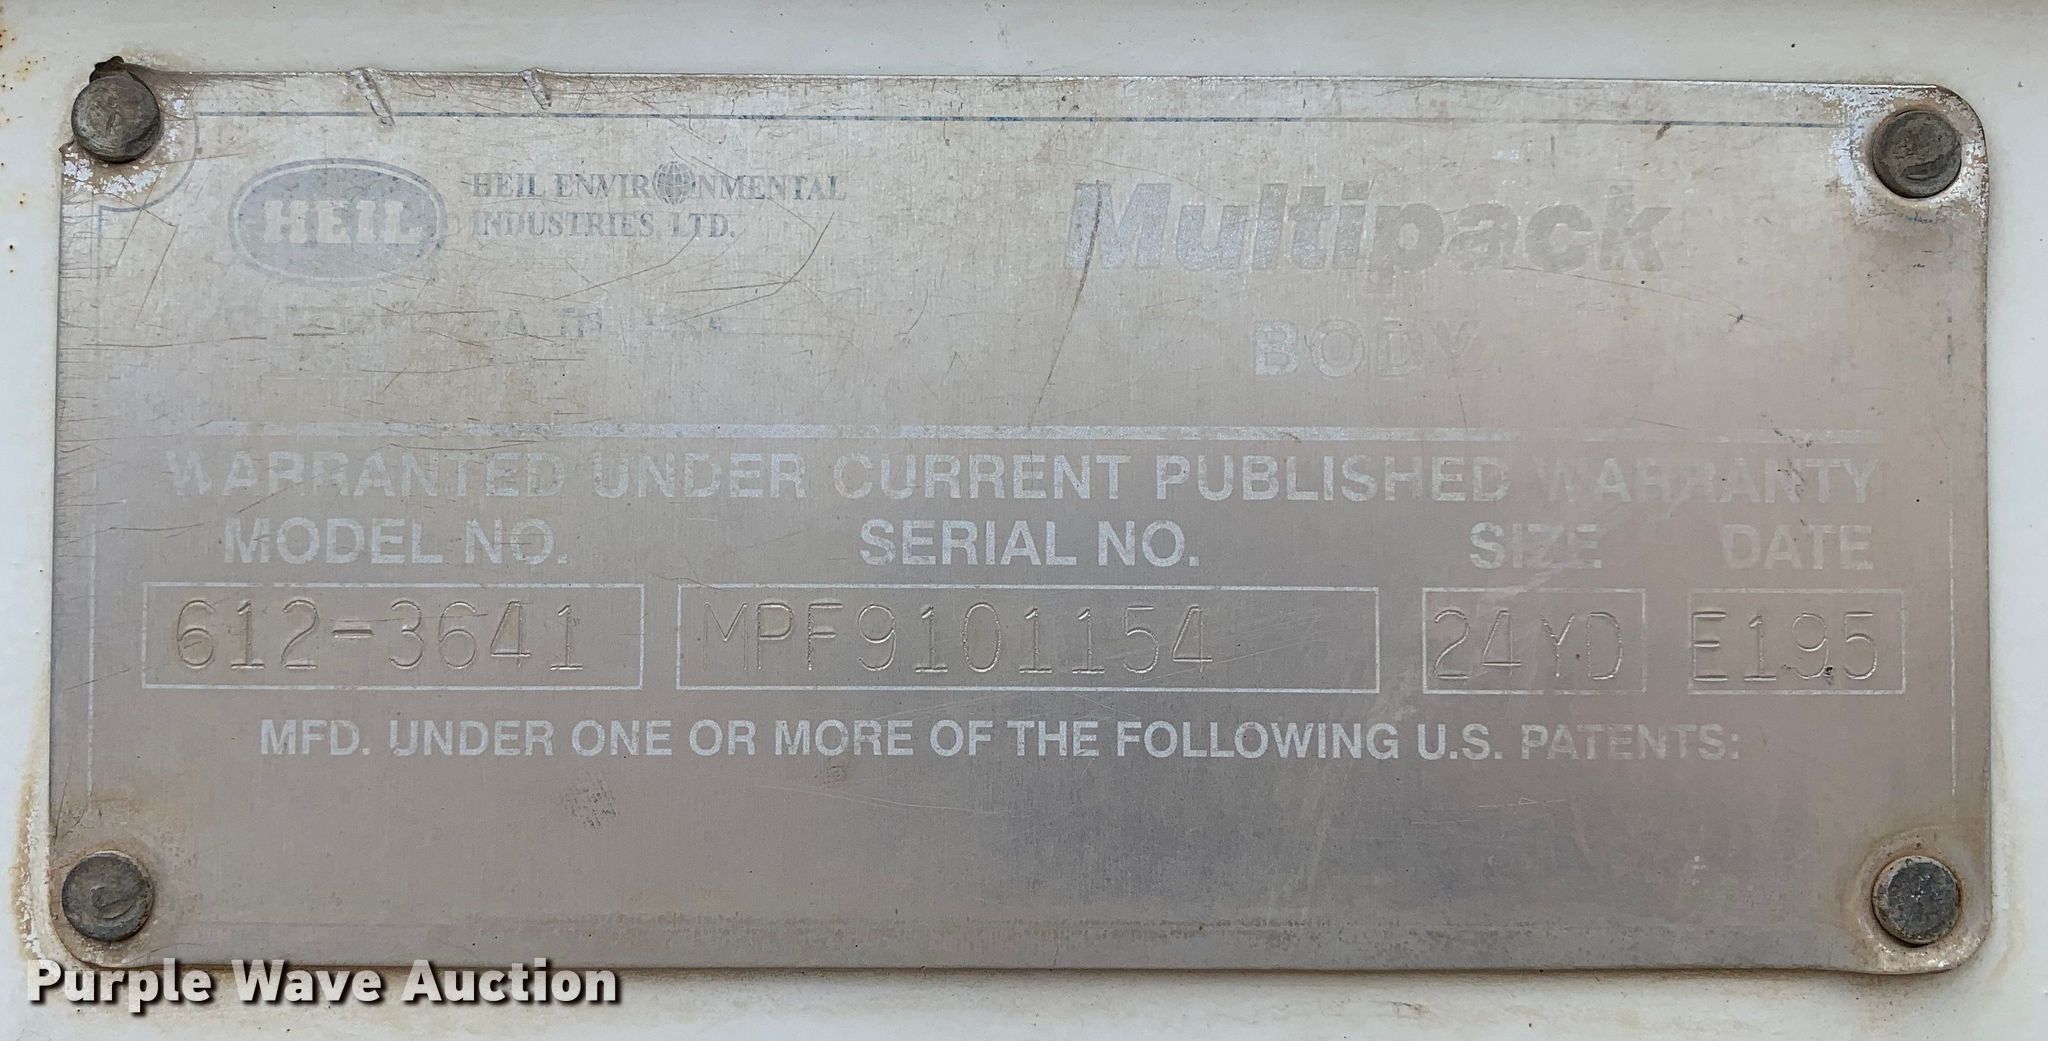 HEIL
HEIL ENVIRONMENTAL
INDUSTRIES, LTD.
Multipack
BODY
WARRANTED UNDER CURRENT PUBLISHED WARRANTY
MODEL NO. SERIAL NO. SIZE DATE
612-3641 MPF9101154 24YD E195
MFD. UNDER ONE OR MORE OF THE FOLLOWING U.S. PATENTS:
Purple Wave Auction